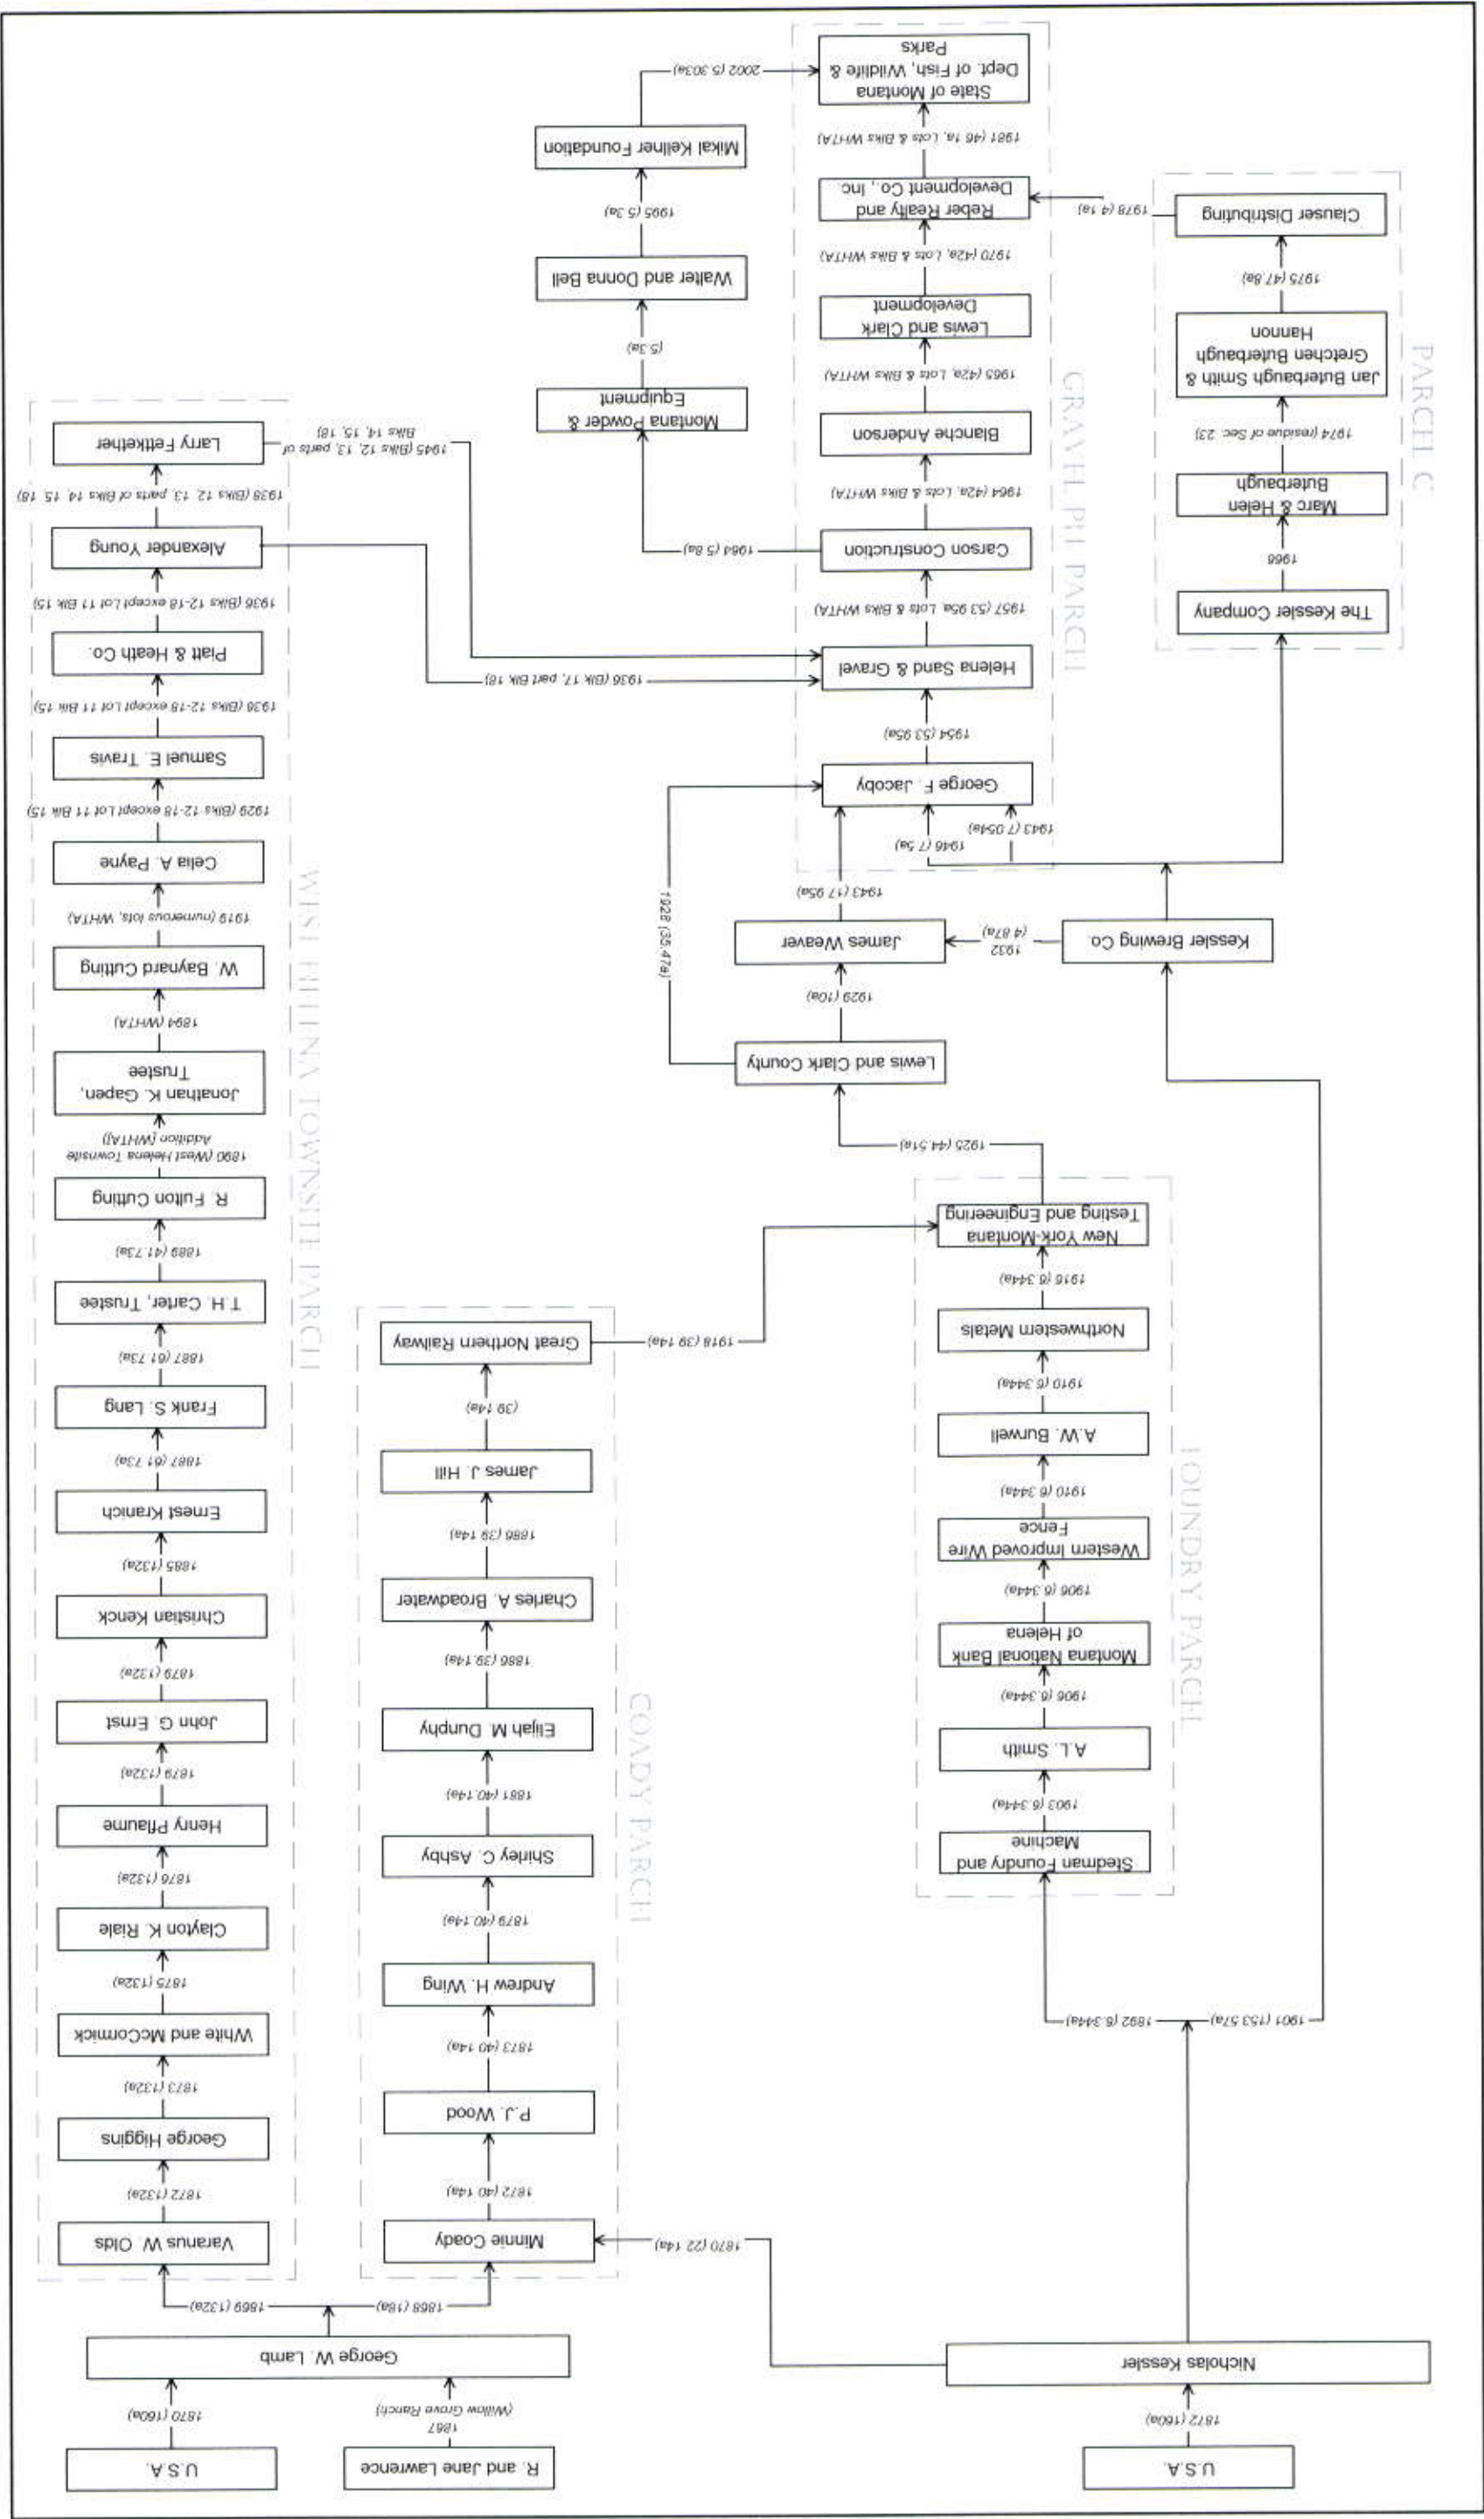 U.S.A.
1872 (160a)
Nicholas Kessler
R. and Jane Lawrence
1867
(Willow Grove Ranch)
U.S.A.
1870 (160a)
George W. Lamb
1870 (22.14a)
1868 (18a)
1869 (132a)
1901 (153.57a)
1892 (6.344a)
FOUNDRY PARCEL
Stedman Foundry and
Machine
1903 (6.344a)
A.L. Smith
1906 (6.344a)
Montana National Bank
of Helena
1906 (6.344a)
Western Improved Wire
Fence
1910 (6.344a)
A.W. Burwell
1910 (6.344a)
Northwestern Metals
1916 (6.344a)
New York-Montana
Testing and Engineering
1925 (44.51a)
COADY PARCEL
Minnie Coady
1872 (40.14a)
P.J. Wood
1873 (40.14a)
Andrew H. Wing
1879 (40.14a)
Shirley C. Ashby
1881 (40.14a)
Elijah M. Dunphy
1886 (39.14a)
Charles A. Broadwater
1886 (39.14a)
James J. Hill
(39.14a)
Great Northern Railway
1918 (39.14a)
WEST HELENA TOWNSITE PARCEL
Varanus W. Olds
1872 (132a)
George Higgins
1873 (132a)
White and McCormick
1875 (132a)
Clayton K. Riale
1876 (132a)
Henry Pflaume
1879 (132a)
John G. Ernst
1879 (132a)
Christian Kenck
1885 (132a)
Ernest Kranich
1887 (61.73a)
Frank S. Lang
1887 (61.73a)
T.H. Carter, Trustee
1889 (41.73a)
R. Fulton Cutting
1890 (West Helena Townsite
Addition [WHTA])
Jonathan K. Gapen,
Trustee
1894 (WHTA)
W. Baynard Cutting
1919 (numerous lots, WHTA)
Celia A. Payne
1929 (Blks 12-18 except Lot 11 Blk 15)
Samuel E. Travis
1936 (Blks 12-18 except Lot 11 Blk 15)
Platt & Heath Co.
1936 (Blks 12-18 except Lot 11 Blk 15)
Alexander Young
1938 (Blks 12, 13, parts of Blks 14, 15, 18)
Larry Fettkether
1936 (Blk 17, part Blk 18)
1945 (Blks 12, 13, parts of
Blks 14, 15, 18)
Lewis and Clark County
1929 (10a)
1928 (35.47a)
Kessler Brewing Co.
1932
(4.87a)
James Weaver
1943 (17.95a)
1943 (7.054a)
1946 (7.5a)
GRAVEL PIT PARCEL
George F. Jacoby
1954 (53.95a)
Helena Sand & Gravel
1957 (53.95a, Lots & Blks WHTA)
Carson Construction
1964 (5.8a)
1964 (42a, Lots & Blks WHTA)
Blanche Anderson
1965 (42a, Lots & Blks WHTA)
Lewis and Clark
Development
1970 (42a, Lots & Blks WHTA)
Reber Realty and
Development Co., Inc.
1981 (46.1a, Lots & Blks WHTA)
State of Montana
Dept. of Fish, Wildlife &
Parks
Montana Powder &
Equipment
(5.3a)
Walter and Donna Bell
1995 (5.3a)
Mikal Kellner Foundation
2002 (5.303a)
PARCEL C
The Kessler Company
1966
Marc & Helen
Buterbaugh
1974 (residue of Sec. 23)
Jan Buterbaugh Smith &
Gretchen Buterbaugh
Hannon
1975 (47.8a)
Clauser Distributing
1978 (4.1a)